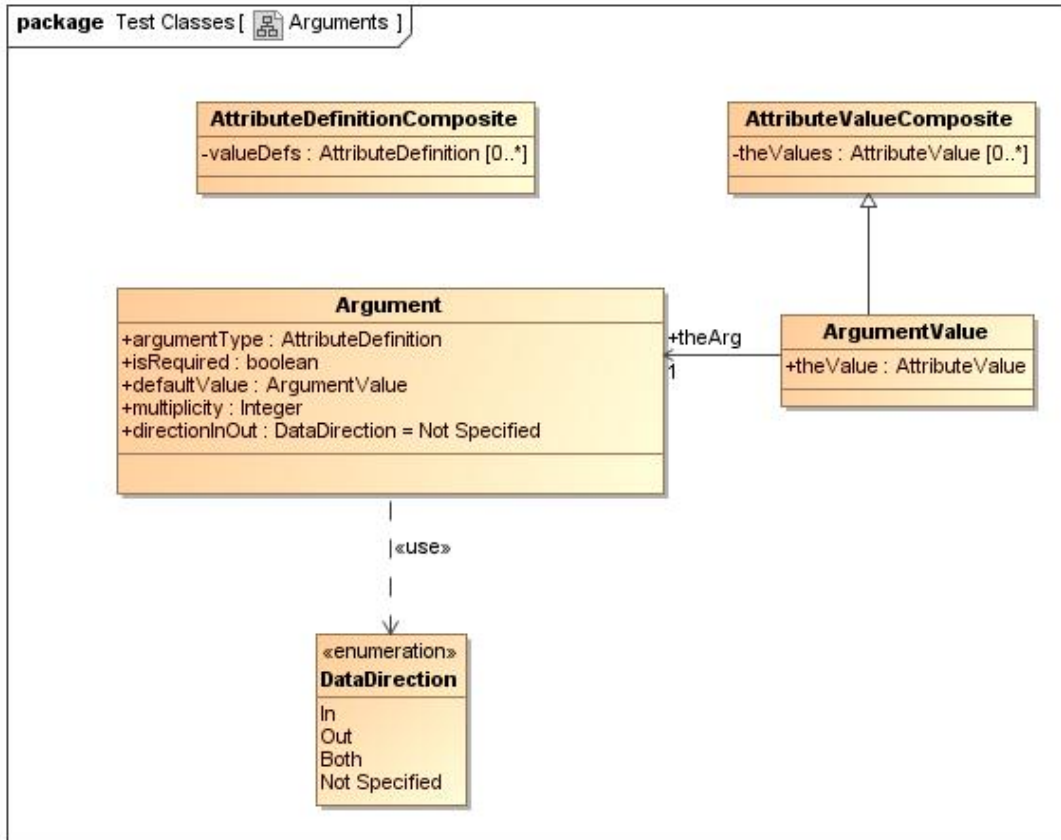 package Test Classes [ Arguments ]
AttributeDefinitionComposite
-valueDefs : AttributeDefinition [0..*]
AttributeValueComposite
-theValues : AttributeValue [0..*]
Argument
+argumentType : AttributeDefinition
+isRequired : boolean
+defaultValue : ArgumentValue
+multiplicity : Integer
+directionInOut : DataDirection = Not Specified
+theArg
1
ArgumentValue
+theValue : AttributeValue
«use»
«enumeration»
DataDirection
In
Out
Both
Not Specified